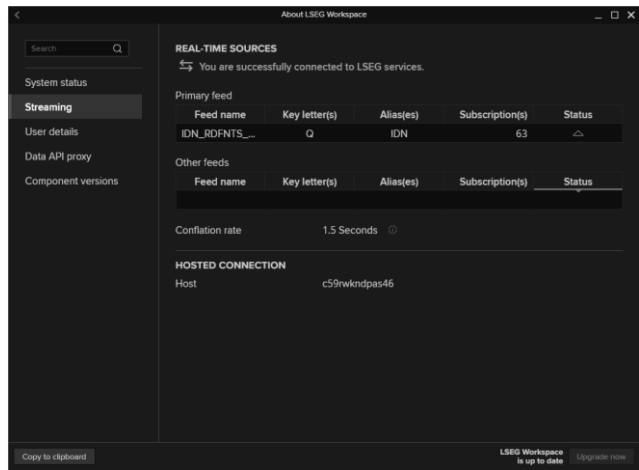 About LSEG Workspace
Search
System status
Streaming
User details
Data API proxy
Component versions
REAL-TIME SOURCES
You are successfully connected to LSEG services.
Primary feed
Feed name Key letter(s) Alias(es) Subscription(s) Status
IDN_RDFNTS_... Q IDN 63
Other feeds
Feed name Key letter(s) Alias(es) Subscription(s) Status
Conflation rate 1.5 Seconds
HOSTED CONNECTION
Host c59rwkndpas46
Copy to clipboard
LSEG Workspace
is up to date
Upgrade now